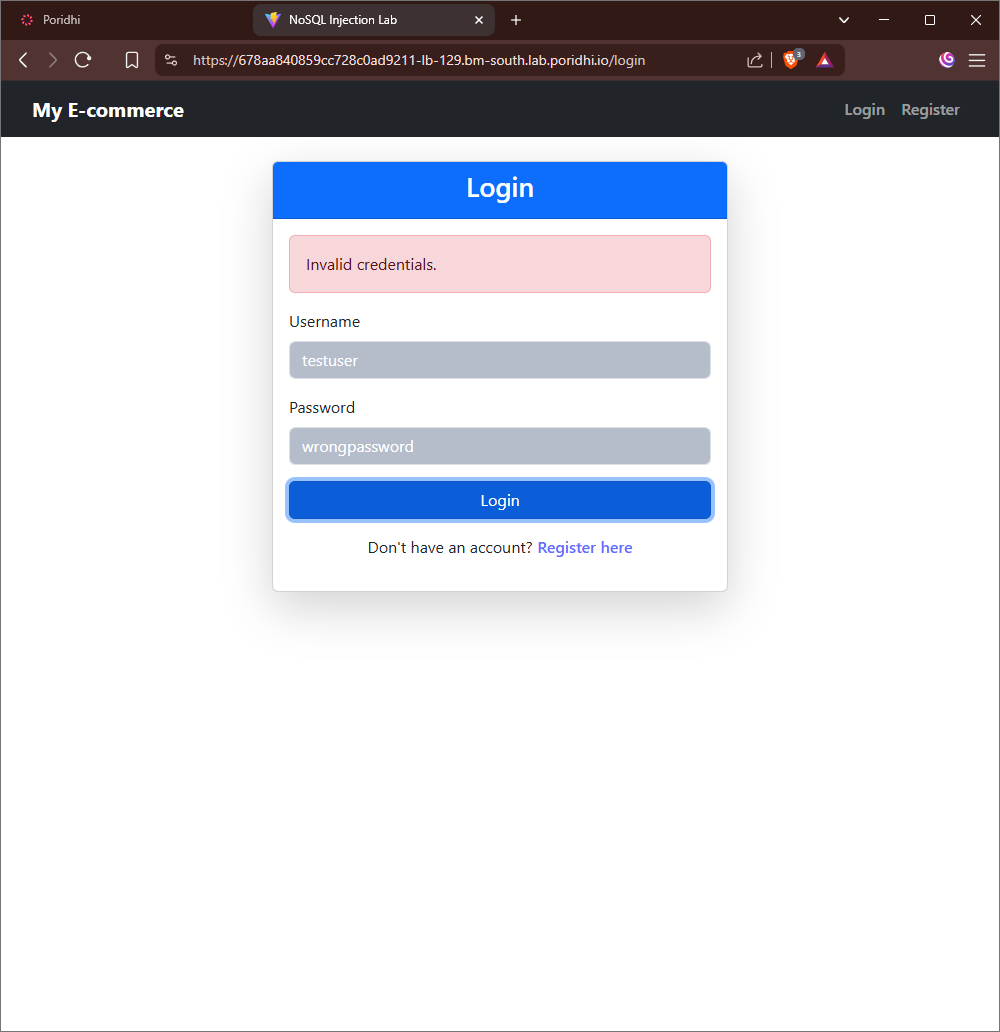 Poridhi
NoSQL Injection Lab
https://678aa840859cc728c0ad9211-lb-129.bm-south.lab.poridhi.io/login
3
My E-commerce
Login
Register
Login
Invalid credentials.
Username
testuser
Password
wrongpassword
Login
Don't have an account? Register here